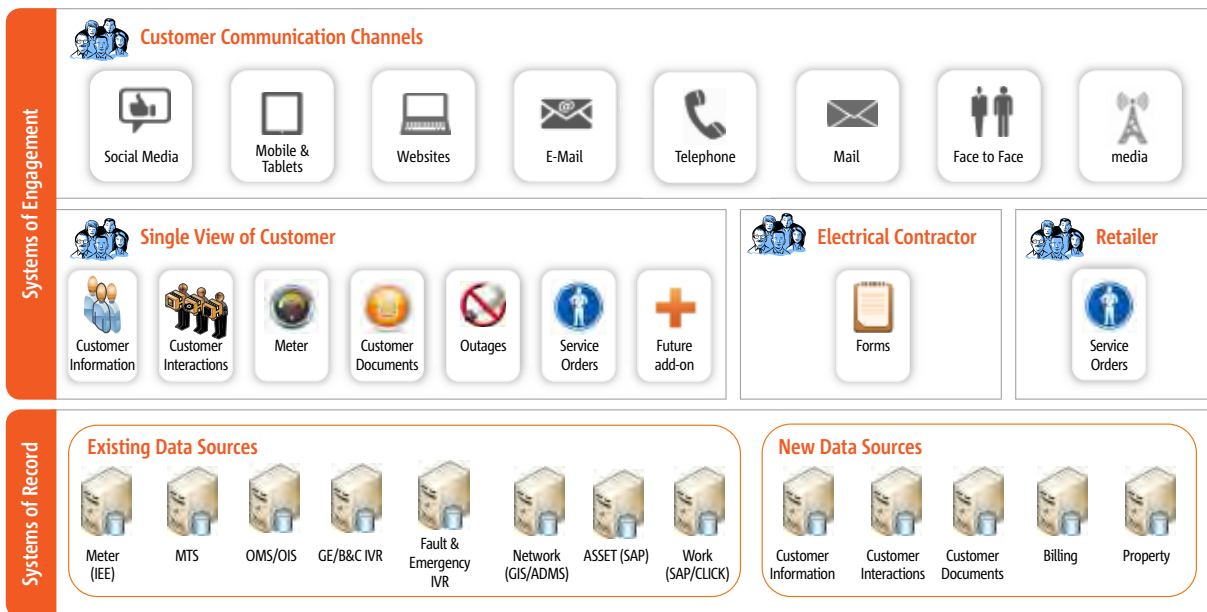 Systems of Engagement
Customer Communication Channels
Social Media
Mobile &
Tablets
Websites
@
E-Mail
Telephone
Mail
Face to Face
media
Single View of Customer
Customer
Information
Customer
Interactions
Meter
Customer
Documents
Outages
Service
Orders
Future
add-on
Electrical Contractor
Forms
Retailer
Service
Orders
Systems of Record
Existing Data Sources
Meter
(IEE)
MTS
OMS/OIS
GE/B&C IVR
Fault &
Emergency
IVR
Network
(GIS/ADMS)
ASSET (SAP)
Work
(SAP/CLICK)
New Data Sources
Customer
Information
Customer
Interactions
Customer
Documents
Billing
Property